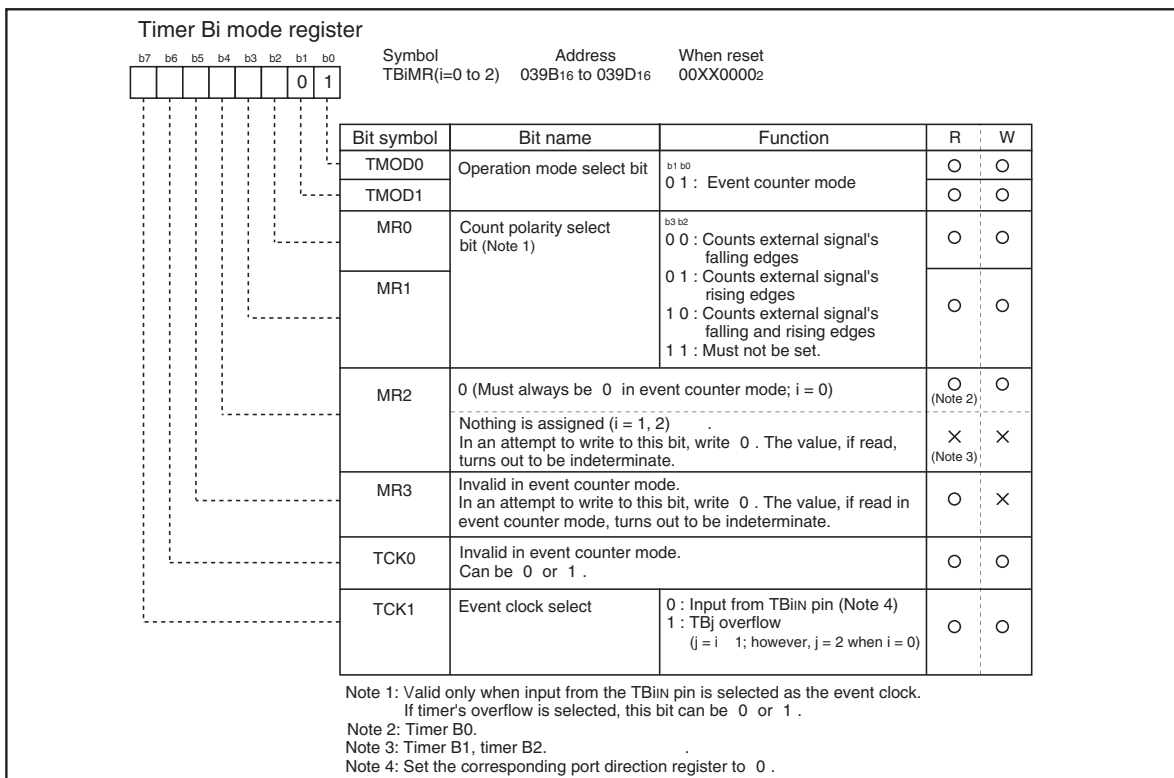 Timer Bi mode register
b7 b6 b5 b4 b3 b2 b1 b0
0 1
Symbol Address When reset
TBiMR(i=0 to 2) 039B16 to 039D16 00XX00002
Bit symbol Bit name Function R W
TMOD0 Operation mode select bit b1 b0
0 1 : Event counter mode O O
TMOD1 O O
MR0 Count polarity select
bit (Note 1) b3 b2
0 0 : Counts external signal's
falling edges O O
MR1 0 1 : Counts external signal's
rising edges
1 0 : Counts external signal's
falling and rising edges
1 1 : Must not be set. O O
MR2 0 (Must always be 0 in event counter mode; i = 0) O
(Note 2) O
Nothing is assigned (i = 1, 2) .
In an attempt to write to this bit, write 0 . The value, if read,
turns out to be indeterminate. ×
(Note 3) ×
MR3 Invalid in event counter mode.
In an attempt to write to this bit, write 0 . The value, if read in
event counter mode, turns out to be indeterminate. O ×
TCK0 Invalid in event counter mode.
Can be 0 or 1 . O O
TCK1 Event clock select 0 : Input from TBiIN pin (Note 4)
1 : TBj overflow
(j = i 1; however, j = 2 when i = 0) O O
Note 1: Valid only when input from the TBiIN pin is selected as the event clock.
If timer's overflow is selected, this bit can be 0 or 1 .
Note 2: Timer B0.
Note 3: Timer B1, timer B2. .
Note 4: Set the corresponding port direction register to 0 .